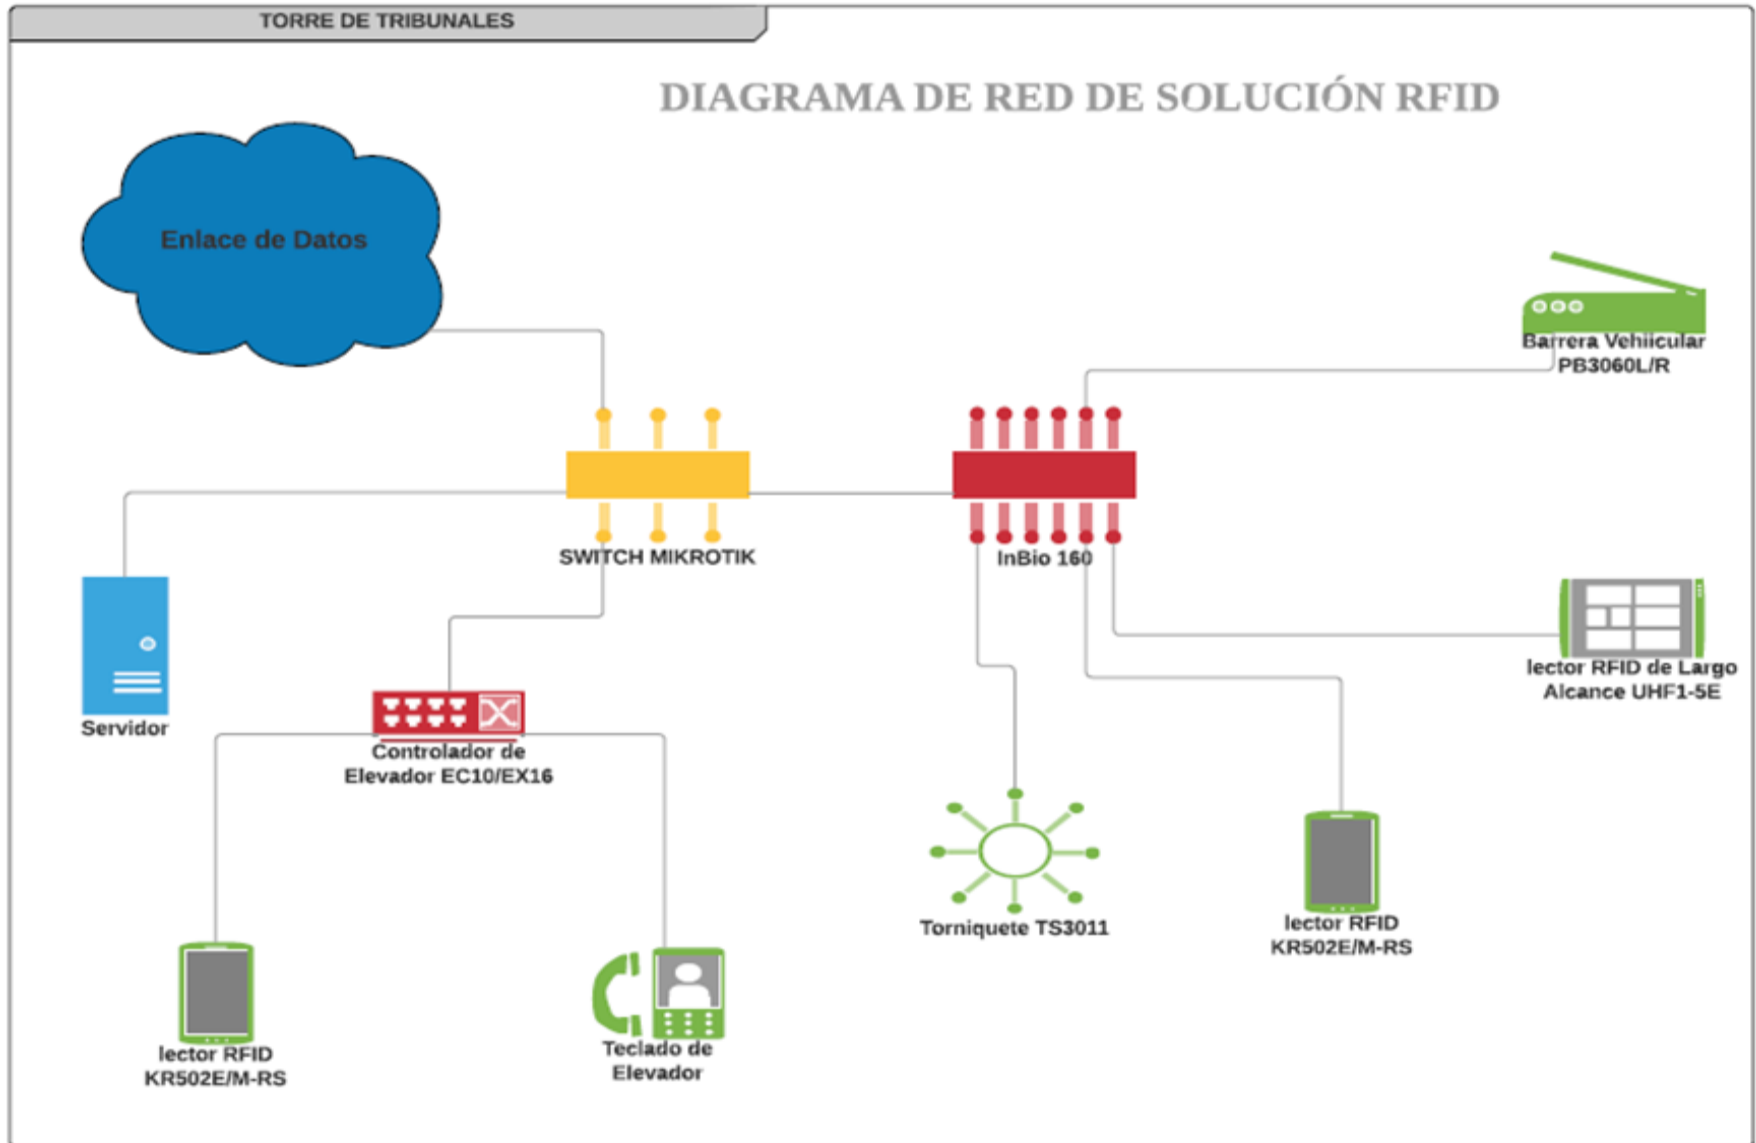 TORRE DE TRIBUNALES
DIAGRAMA DE RED DE SOLUCIÓN RFID
Enlace de Datos
Barrera Vehiicular
PB3060L/R
SWITCH MIKROTIK
InBio 160
lector RFID de Largo
Alcance UHF1-5E
Servidor
Controlador de
Elevador EC10/EX16
Torniquete TS3011
lector RFID
KR502E/M-RS
lector RFID
KR502E/M-RS
Teclado de
Elevador